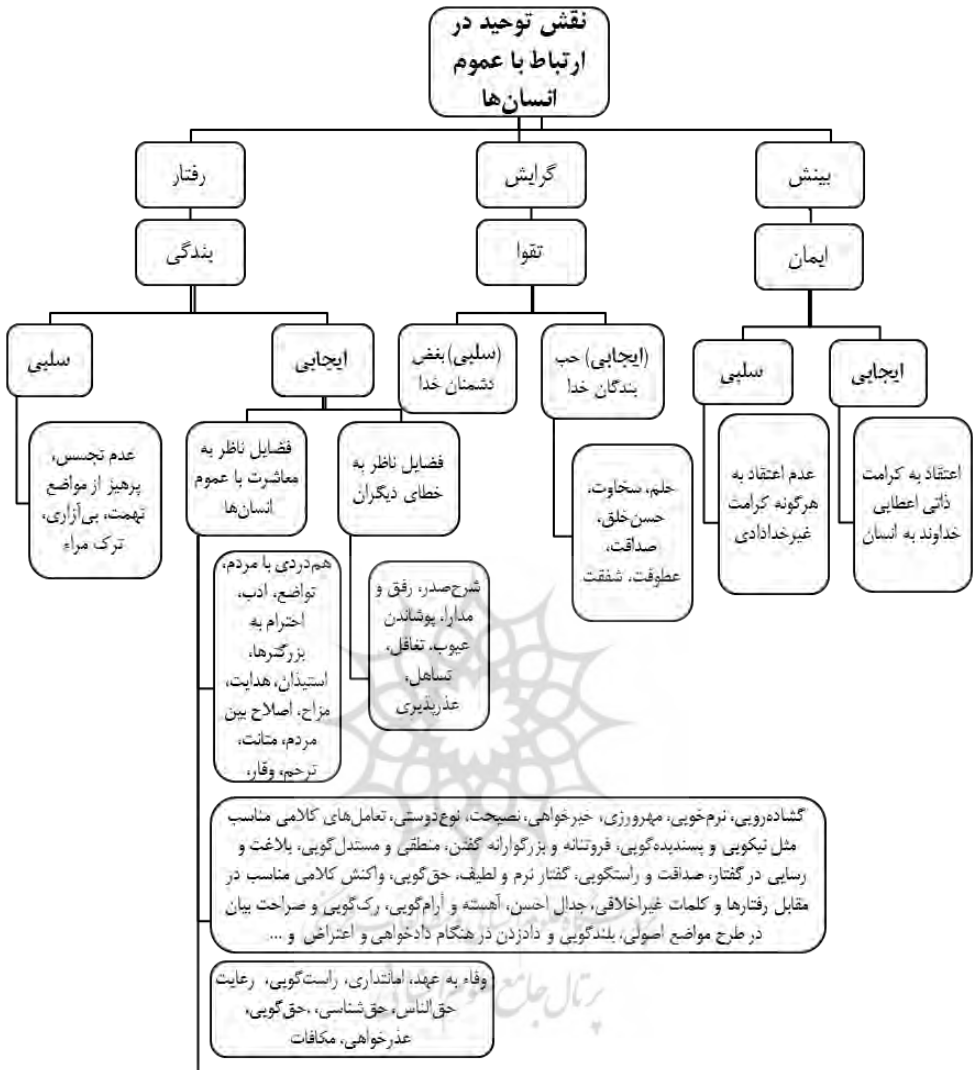 نقش توحید در
ارتباط با عموم
انسان‌ها
بینش
گرایش
رفتار
ایمان
تقوا
بندگی
ایجابی
سلبی
(ایجابی) حب
بندگان خدا
(سلبی) بغض
دشمنان خدا
ایجابی
سلبی
اعتقاد به کرامت
ذاتی اعطایی
خداوند به انسان
عدم اعتقاد به
هرگونه کرامت
غیرخدادادی
حلم، سخاوت،
حسن‌خلق،
صداقت،
عطوفت، شفقت
فضایل ناظر به
خطای دیگران
فضایل ناظر به
معاشرت با عموم
انسان‌ها
عدم تجسس،
پرهیز از مواضع
تهمت، بی‌آزاری،
ترک مراء
شرح‌صدر، رفق و
مدارا، پوشاندن
عیوب، تغافل،
تساهل،
عذرپذیری
هم‌دردی با مردم،
تواضع، ادب،
احترام به
بزرگترها،
استیذان، هدایت،
مزاح، اصلاح بین
مردم، متانت،
ترحم، وقار،
گشاده‌رویی، نرم‌خویی، مهرورزی، خیرخواهی، نصیحت، نوع‌دوستی، تعامل‌های کلامی مناسب
مثل نیکویی و پسندیده‌گویی، فروتنانه و بزرگوارانه گفتن، منطقی و مستدل‌گویی، بلاغت و
رسایی در گفتار، صداقت و راستگویی، گفتار نرم و لطیف، حق‌گویی، واکنش کلامی مناسب در
مقابل رفتارها و کلمات غیراخلاقی، جدال احسن، آهسته و آرام‌گویی، رک‌گویی و صراحت بیان
در طرح مواضع اصولی، بلندگویی و دادزدن در هنگام دادخواهی و اعتراض و ...
وفاء به عهد، امانتداری، راست‌گویی، رعایت
حق‌الناس، حق‌شناسی، حق‌گویی،
عذرخواهی، مکافات
پرتال جامع علوم انسانی